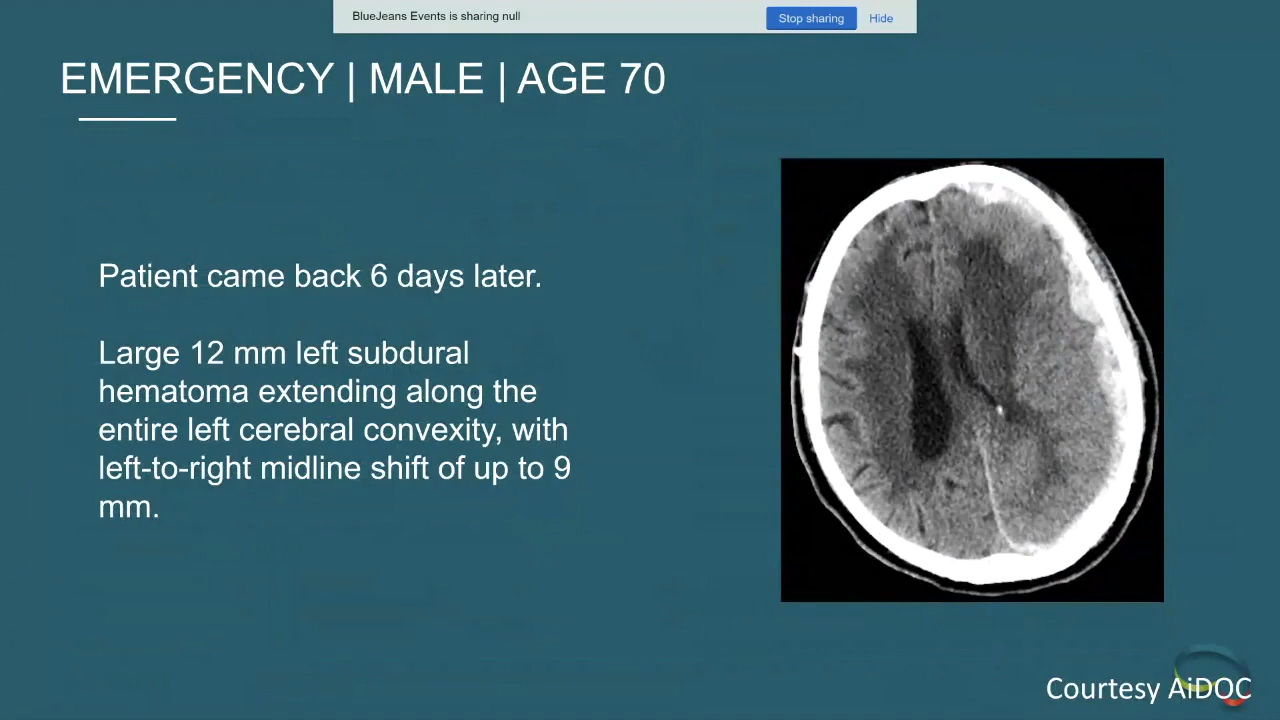 BlueJeans Events is sharing null
Stop sharing
Hide
EMERGENCY | MALE | AGE 70
Patient came back 6 days later.
Large 12 mm left subdural
hematoma extending along the
entire left cerebral convexity, with
left-to-right midline shift of up to 9
mm.
Courtesy AiDOC